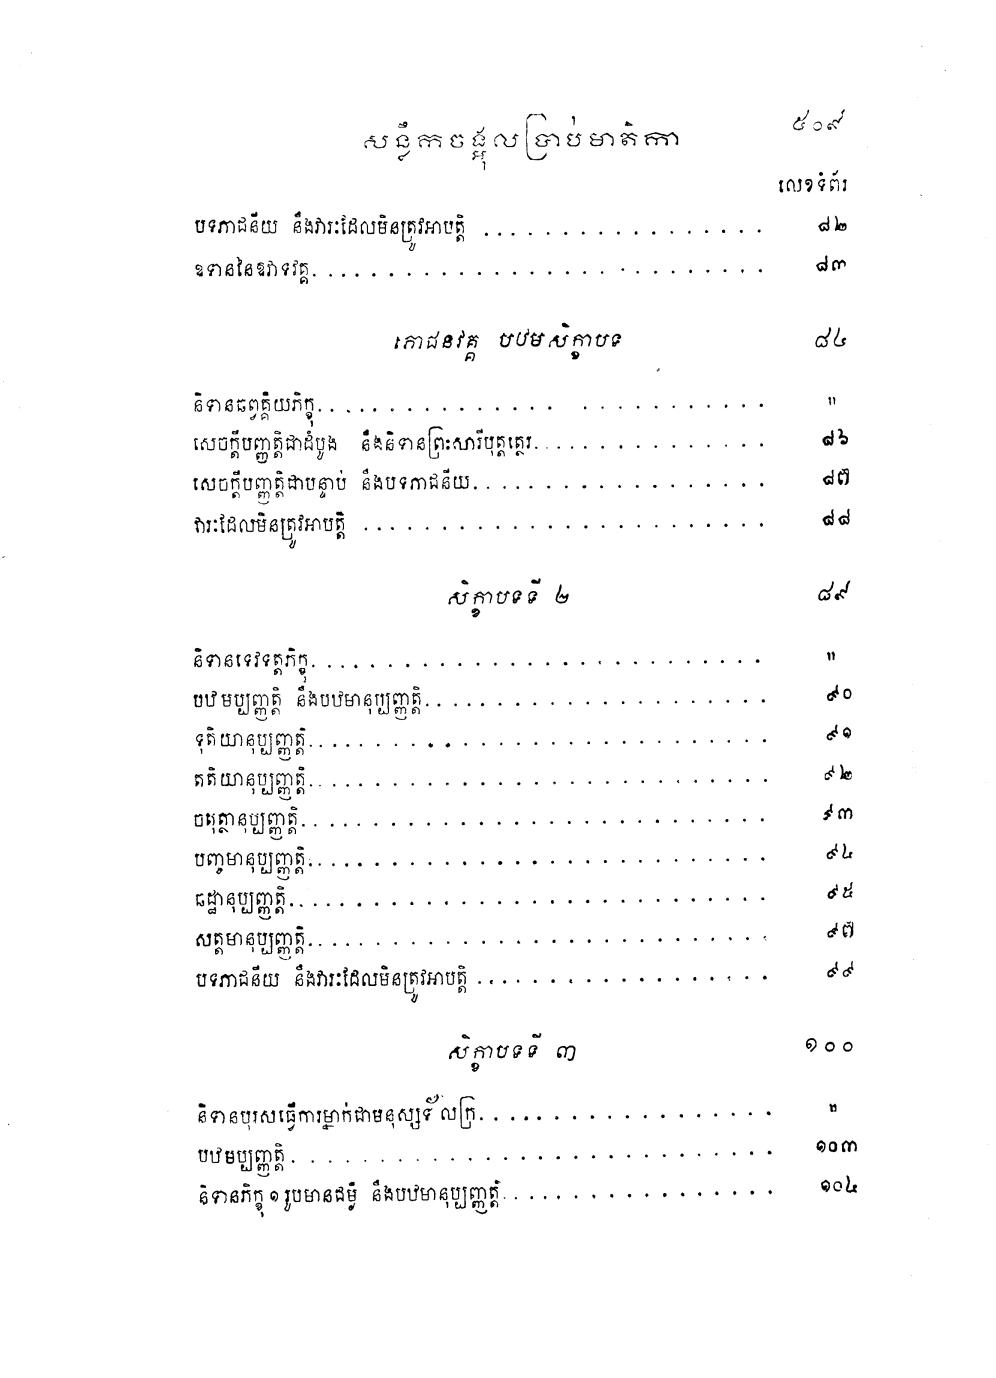 ៥០៩
សន្លឹកចង្អុលប្រាប់មាតិកា
លេខទំព័រ
បទភាជនីយ នឹងវារៈដែលមិនត្រូវអាបត្តិ . . . . . . . . . . . . . . . . . ៨២
ឧទាននៃឱវាទវគ្គ. . . . . . . . . . . . . . . . . . . . . . . . . ៨៣
ភោជនវគ្គ បឋមសិក្ខាបទ ៨៤
និទានឆព្វគ្គិយភិក្ខុ. . . . . . . . . . . . . . . . . . . . . . . . ៕
សេចក្តីបញ្ញត្តិជាដំបូង នឹងនិទានព្រះសារីបុត្តត្ថេរ. . . . . . . . . . . . . ៨៦
សេចក្តីបញ្ញត្តិជាបន្ទាប់ នឹងបទភាជនីយ. . . . . . . . . . . . . . . . ៨៧
វារៈដែលមិនត្រូវអាបត្តិ . . . . . . . . . . . . . . . . . . . . . . ៨៨
សិក្ខាបទទី ២ ៨៩
និទានទេវទត្តភិក្ខុ. . . . . . . . . . . . . . . . . . . . . . . . "
បឋមប្បញ្ញត្តិ នឹងបឋមានុប្បញ្ញត្តិ. . . . . . . . . . . . . . . . . . ៩០
ទុតិយានុប្បញ្ញត្តិ. . . . . . . . . . . . . . . . . . . . . . . . ៩១
តតិយានុប្បញ្ញត្តិ. . . . . . . . . . . . . . . . . . . . . . . . ៩២
ចតុត្ថានុប្បញ្ញត្តិ. . . . . . . . . . . . . . . . . . . . . . . . ៩៣
បញ្ចមានុប្បញ្ញត្តិ. . . . . . . . . . . . . . . . . . . . . . . . ៩៤
ឆដ្ឋានុប្បញ្ញត្តិ. . . . . . . . . . . . . . . . . . . . . . . . . ៩៥
សត្តមានុប្បញ្ញត្តិ. . . . . . . . . . . . . . . . . . . . . . . . ៩៧
បទភាជនីយ នឹងវារៈដែលមិនត្រូវអាបត្តិ . . . . . . . . . . . . . . . . ៩៩
សិក្ខាបទទី ៣ ១០០
និទានបុរសធ្វើការម្នាក់ជាមនុស្សទ័លក្រ. . . . . . . . . . . . . . . . "
បឋមប្បញ្ញត្តិ . . . . . . . . . . . . . . . . . . . . . . . . . . ១០៣
និទានភិក្ខុ ១ រូបមានជម្ងឺ នឹងបឋមានុប្បញ្ញត្តិ. . . . . . . . . . . . . . ១០៤